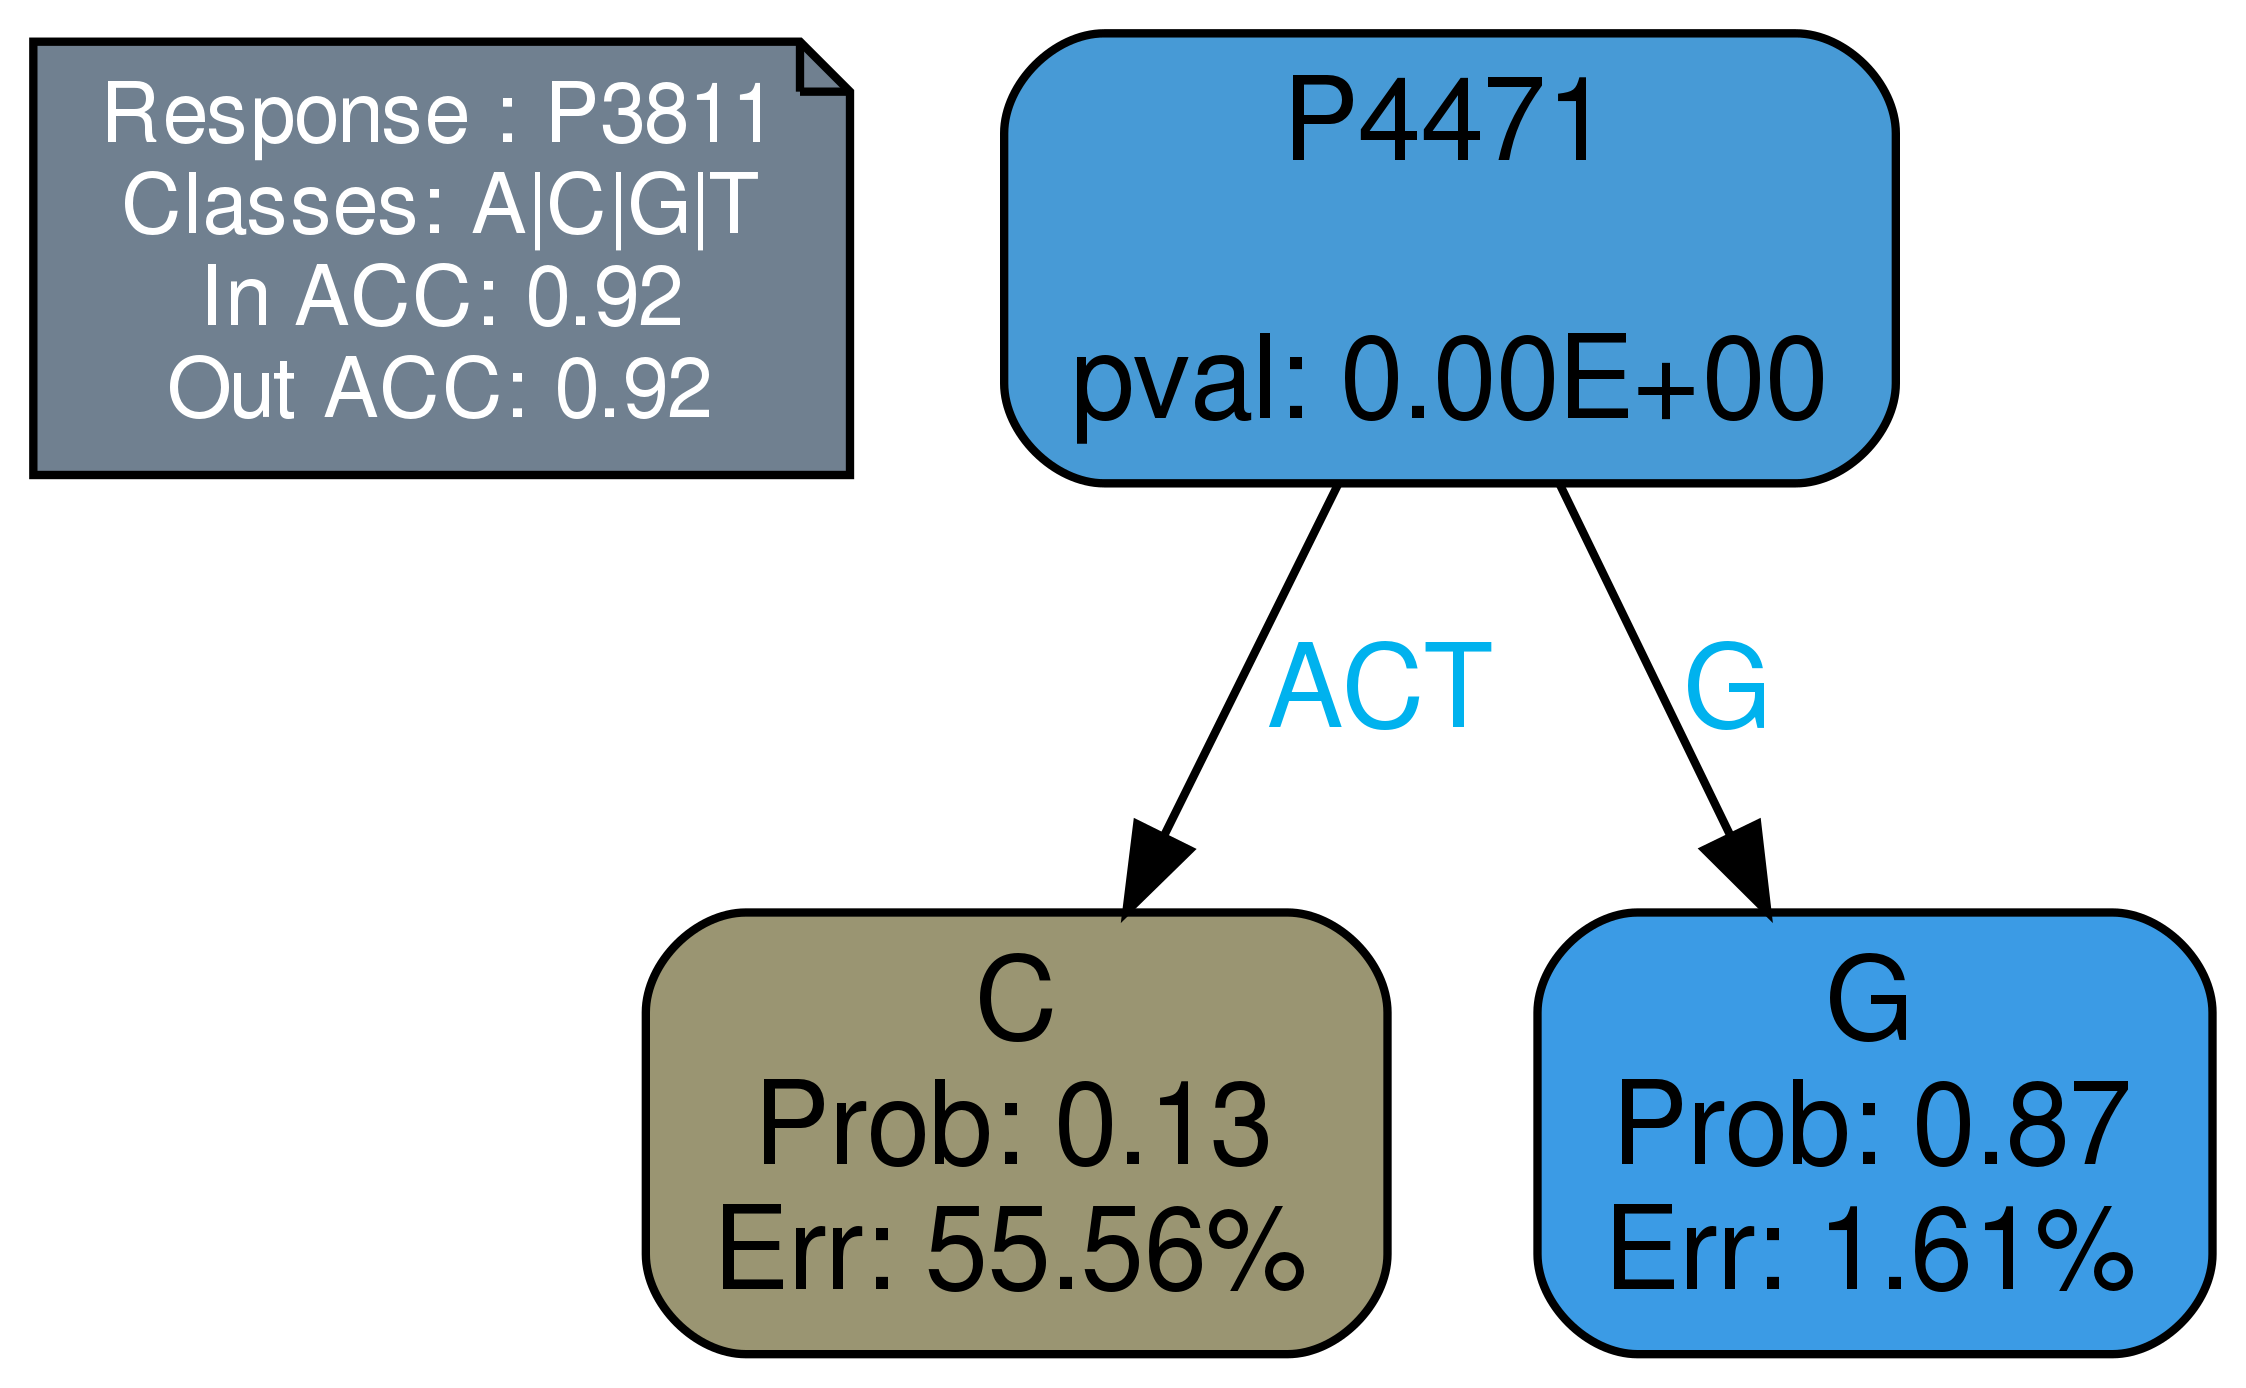 Response : P3811
Classes: A|C|G|T
In ACC: 0.92
Out ACC: 0.92
P4471
pval: 0.00E+00
ACT
G
C
Prob: 0.13
Err: 55.56%
G
Prob: 0.87
Err: 1.61%